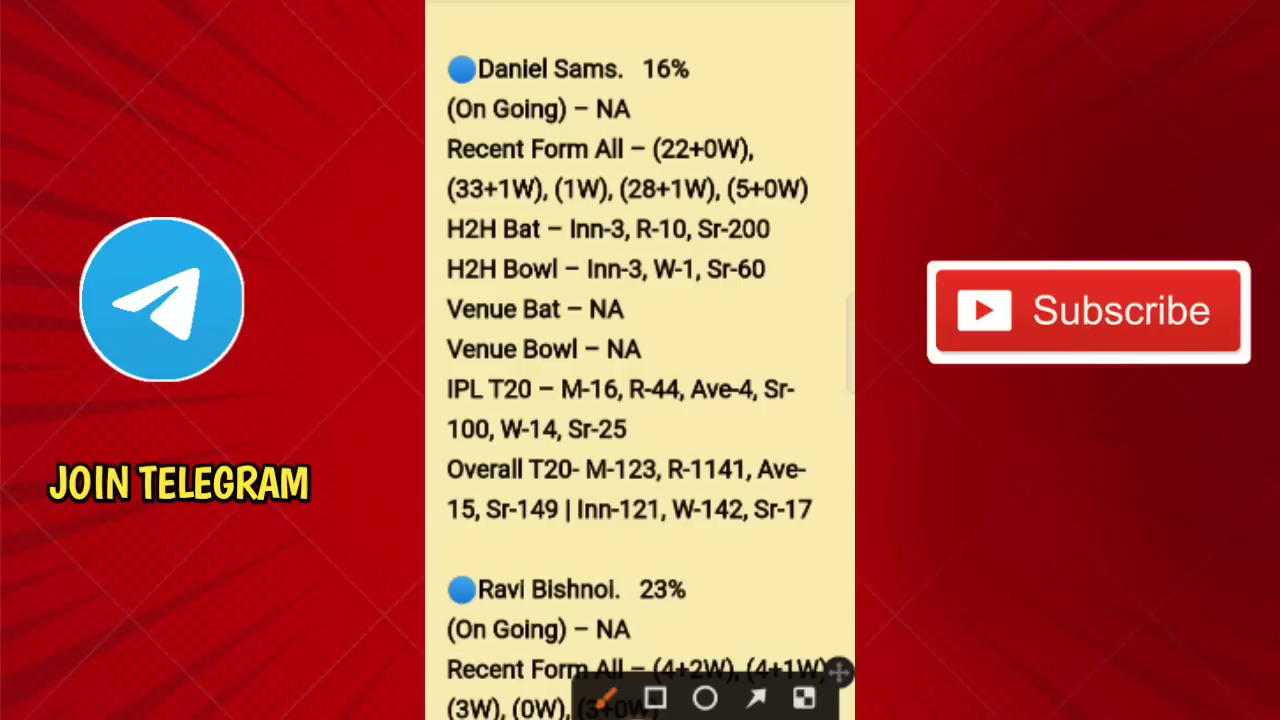 Daniel Sams. 16%
(On Going) – NA
Recent Form All – (22+0W),
(33+1W), (1W), (28+1W), (5+0W)
H2H Bat – Inn-3, R-10, Sr-200
H2H Bowl – Inn-3, W-1, Sr-60
Venue Bat – NA
Venue Bowl – NA
IPL T20 – M-16, R-44, Ave-4, Sr-
100, W-14, Sr-25
Overall T20- M-123, R-1141, Ave-
15, Sr-149 | Inn-121, W-142, Sr-17
Ravi Bishnoi. 23%
(On Going) – NA
Recent Form All – (4+2W), (4+1W)
(3W), (0W), (3+0W)
JOIN TELEGRAM
Subscribe